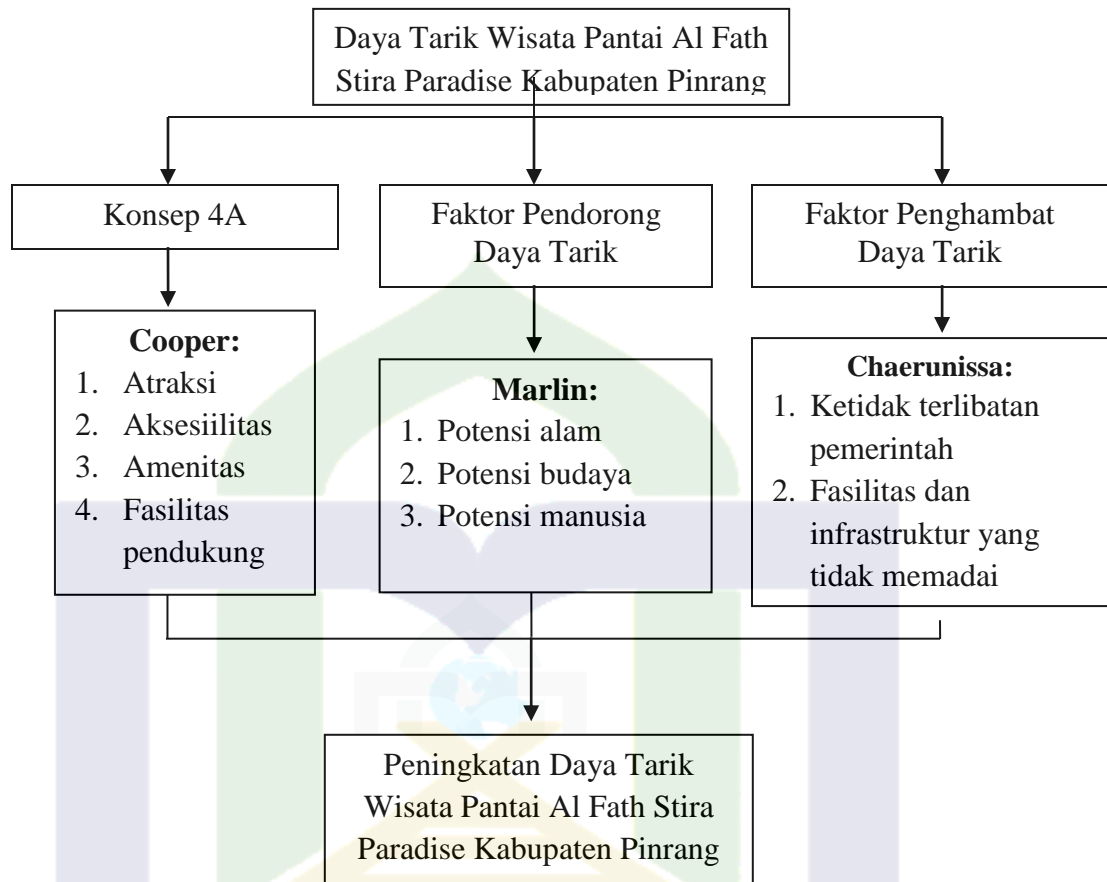 Daya Tarik Wisata Pantai Al Fath
Stira Paradise Kabupaten Pinrang
Konsep 4A
Faktor Pendorong
Daya Tarik
Faktor Penghambat
Daya Tarik
Cooper:
1. Atraksi
2. Aksesiilitas
3. Amenitas
4. Fasilitas
pendukung
Marlin:
1. Potensi alam
2. Potensi budaya
3. Potensi manusia
Chaerunissa:
1. Ketidak terlibatan
pemerintah
2. Fasilitas dan
infrastruktur yang
tidak memadai
Peningkatan Daya Tarik
Wisata Pantai Al Fath Stira
Paradise Kabupaten Pinrang